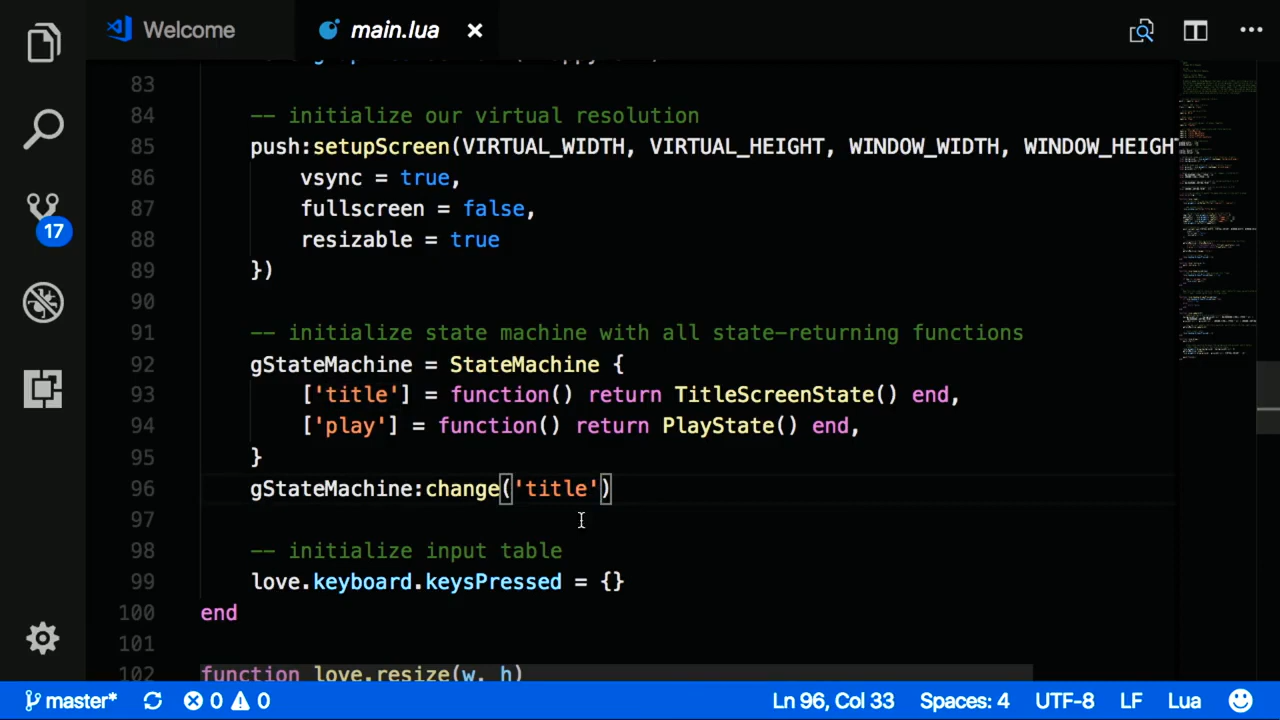 Welcome
main.lua
83
84 -- initialize our virtual resolution
85 push:setupScreen(VIRTUAL_WIDTH, VIRTUAL_HEIGHT, WINDOW_WIDTH, WINDOW_HEIGHT
86 vsync = true,
87 fullscreen = false,
88 resizable = true
89 })
90
91 -- initialize state machine with all state-returning functions
92 gStateMachine = StateMachine {
93 ['title'] = function() return TitleScreenState() end,
94 ['play'] = function() return PlayState() end,
95 }
96 gStateMachine:change('title')
97
98 -- initialize input table
99 love.keyboard.keysPressed = {}
100 end
101
102 function love.resize(w, h)
17
master* 0 0 Ln 96, Col 33 Spaces: 4 UTF-8 LF Lua